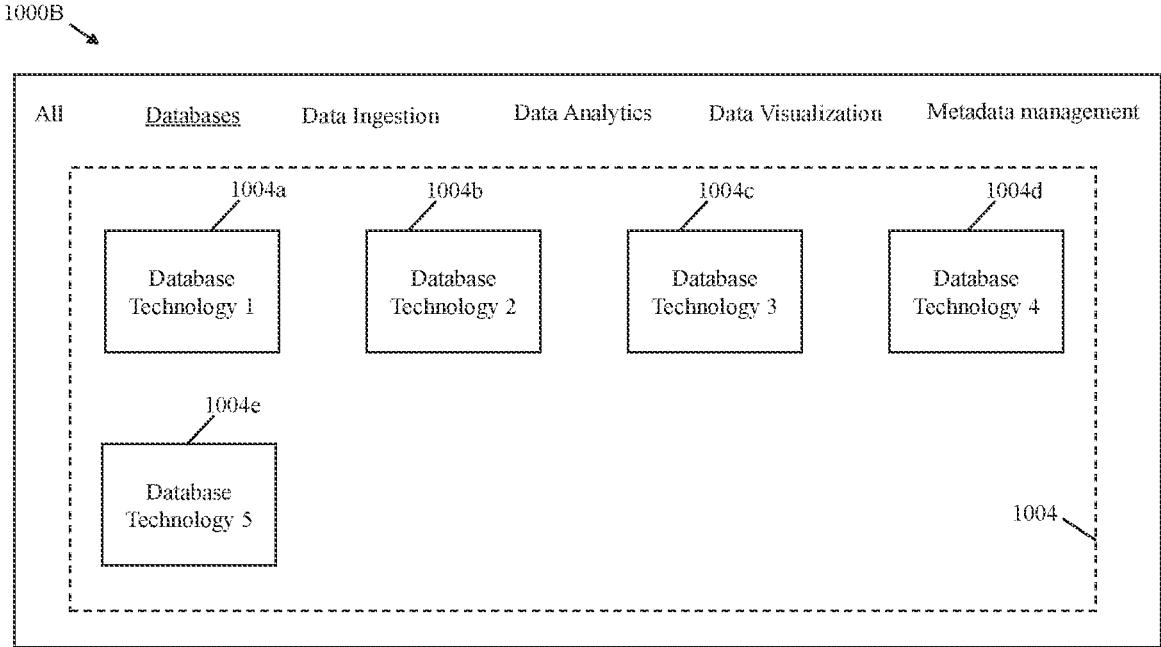 1000B
All Databases Data Ingestion Data Analytics Data Visualization Metadata management
1004a 1004b 1004c 1004d
Database Database Database Database
Technology 1 Technology 2 Technology 3 Technology 4
1004e
Database
Technology 5
1004